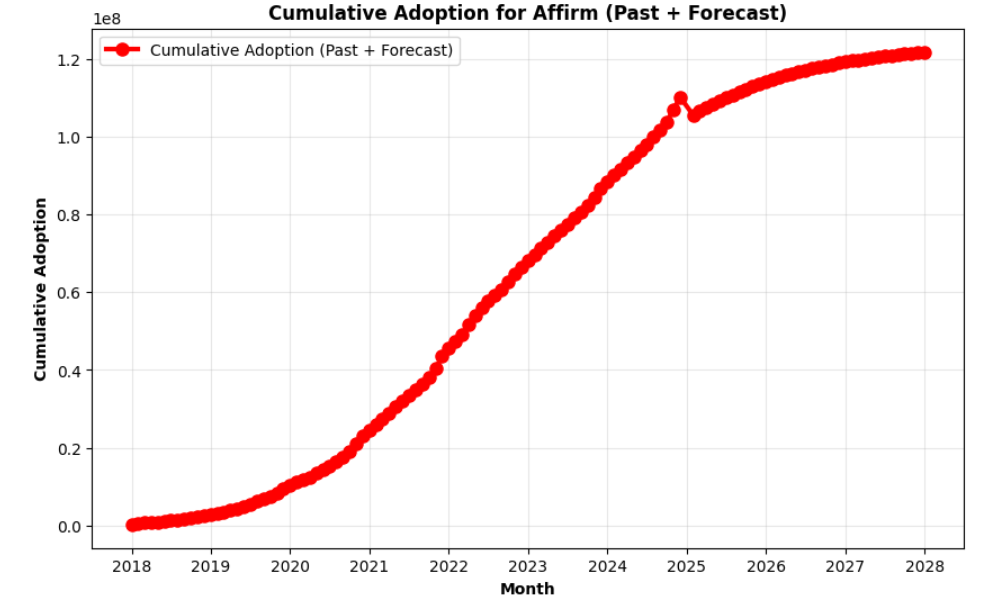 Cumulative Adoption for Affirm (Past + Forecast)
1e8
Cumulative Adoption (Past + Forecast)
1.2
1.0
0.8
0.6
0.4
0.2
0.0
Cumulative Adoption
2018 2019 2020 2021 2022 2023 2024 2025 2026 2027 2028
Month